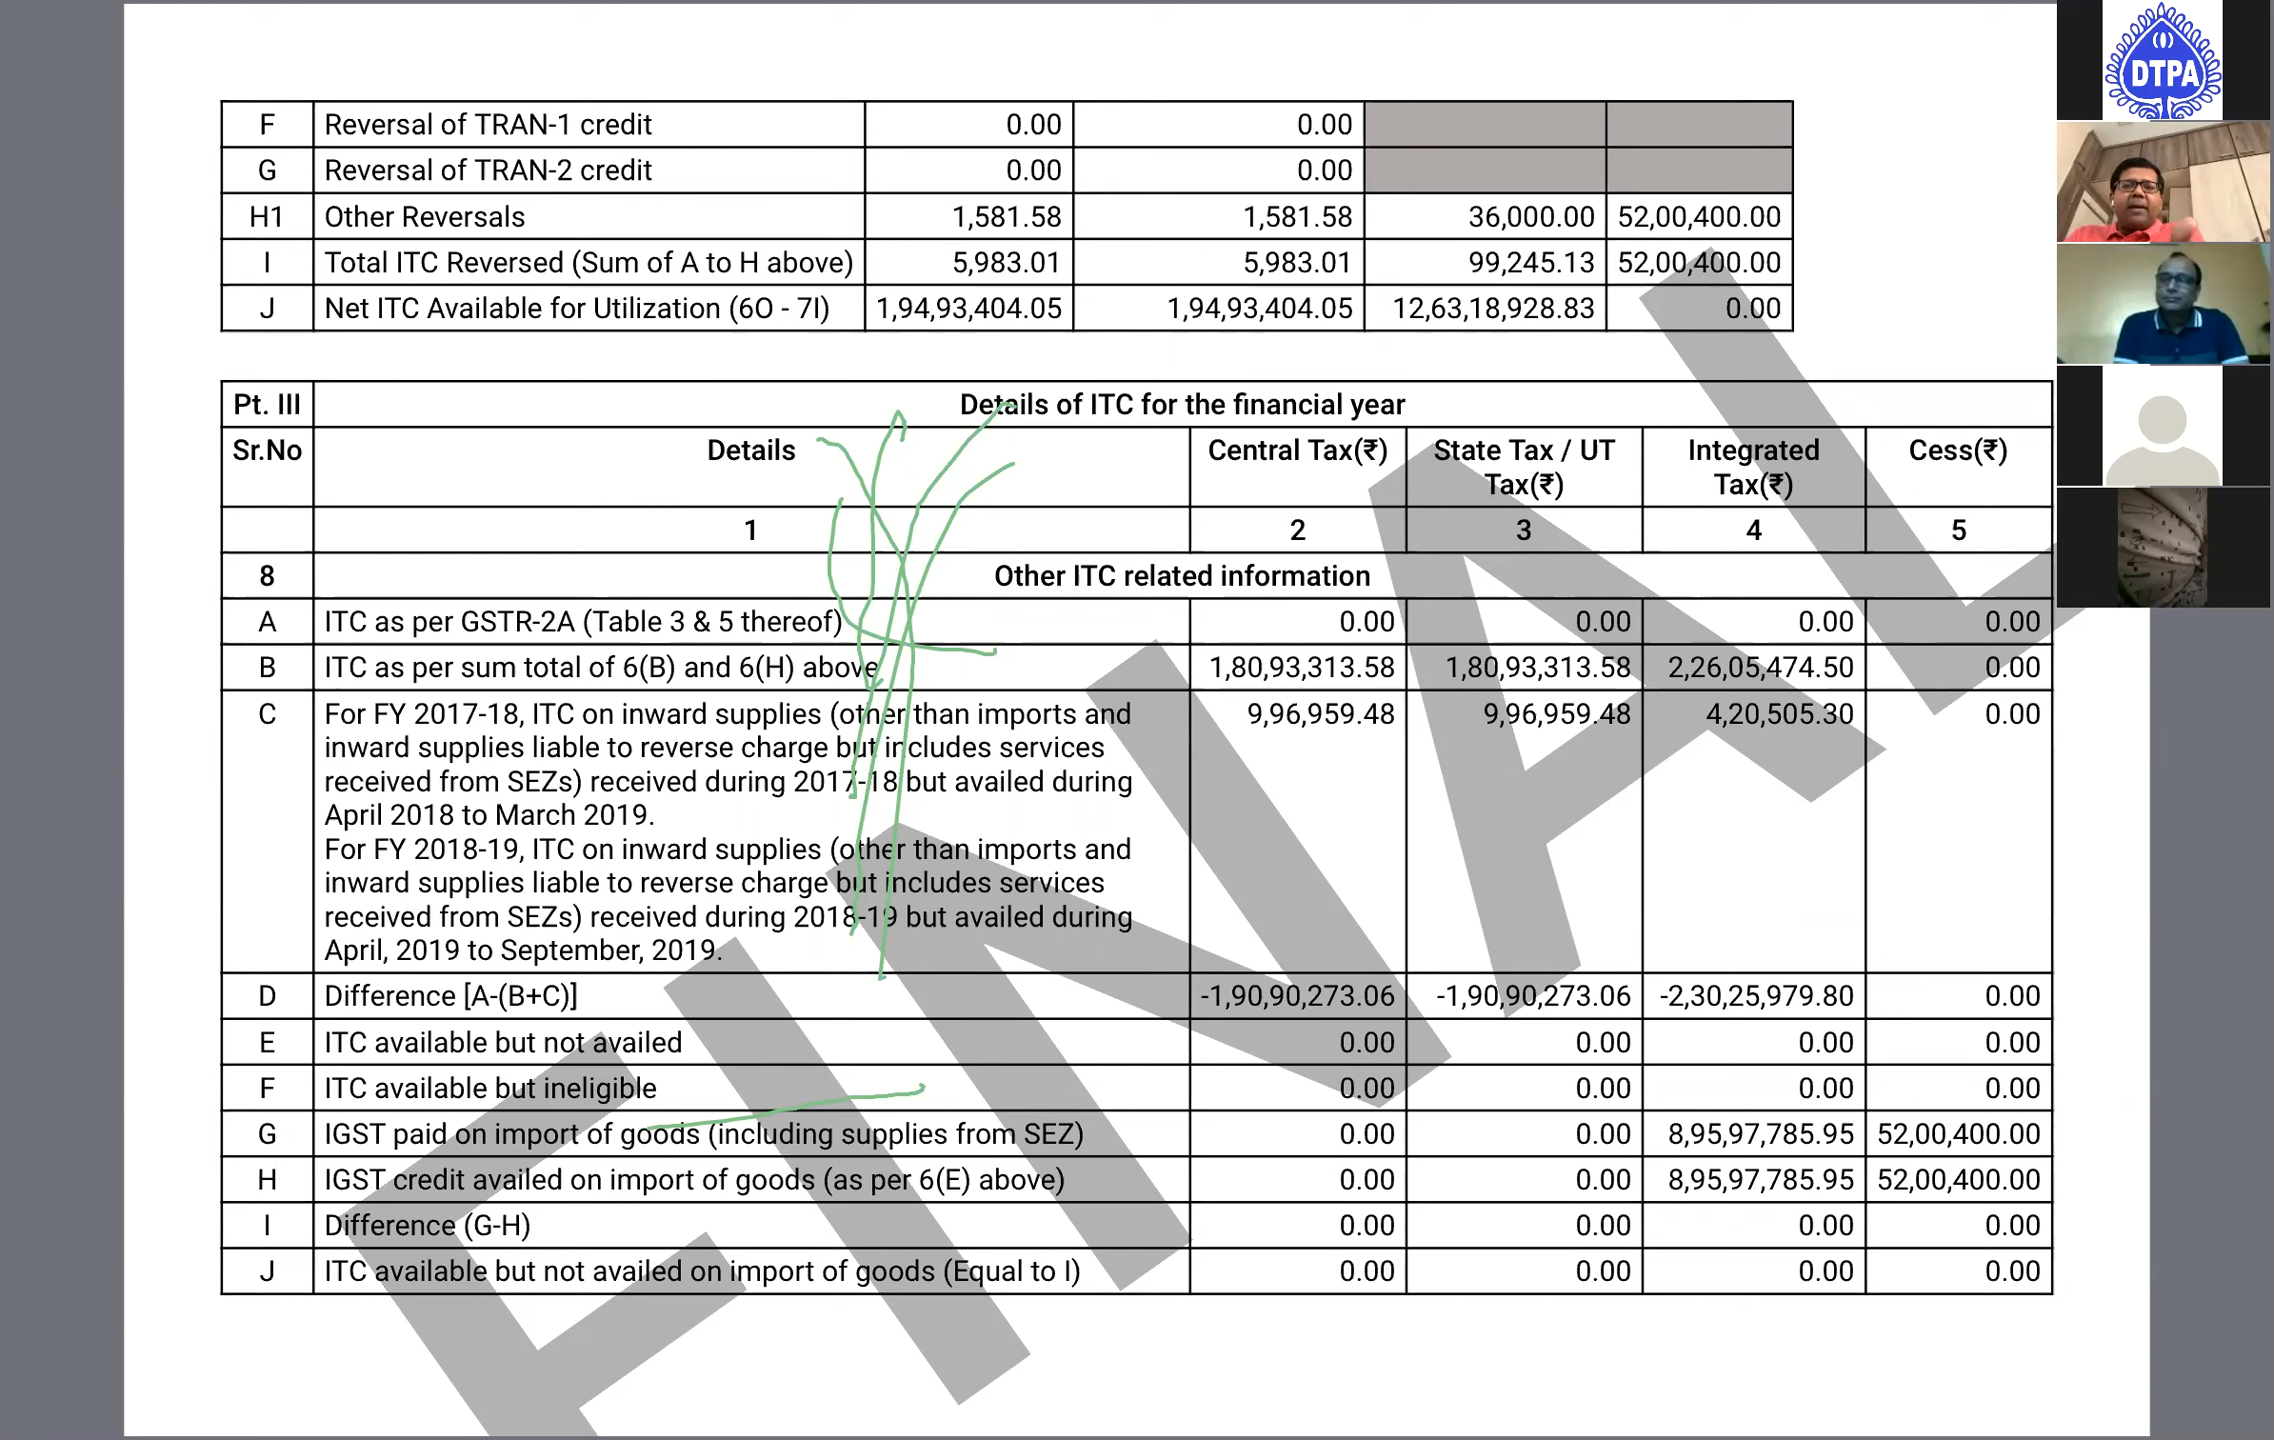 DTPA
F Reversal of TRAN-1 credit 0.00 0.00
G Reversal of TRAN-2 credit 0.00 0.00
H1 Other Reversals 1,581.58 1,581.58 36,000.00 52,00,400.00
I Total ITC Reversed (Sum of A to H above) 5,983.01 5,983.01 99,245.13 52,00,400.00
J Net ITC Available for Utilization (6O - 7I) 1,94,93,404.05 1,94,93,404.05 12,63,18,928.83 0.00
Pt. III Details of ITC for the financial year
Sr.No Details Central Tax(₹) State Tax / UT Tax(₹) Integrated Tax(₹) Cess(₹)
1 2 3 4 5
8 Other ITC related information
A ITC as per GSTR-2A (Table 3 & 5 thereof) 0.00 0.00 0.00 0.00
B ITC as per sum total of 6(B) and 6(H) above 1,80,93,313.58 1,80,93,313.58 2,26,05,474.50 0.00
C For FY 2017-18, ITC on inward supplies (other than imports and 9,96,959.48 9,96,959.48 4,20,505.30 0.00
inward supplies liable to reverse charge but includes services
received from SEZs) received during 2017-18 but availed during
April 2018 to March 2019.
For FY 2018-19, ITC on inward supplies (other than imports and
inward supplies liable to reverse charge but includes services
received from SEZs) received during 2018-19 but availed during
April, 2019 to September, 2019.
D Difference [A-(B+C)] -1,90,90,273.06 -1,90,90,273.06 -2,30,25,979.80 0.00
E ITC available but not availed 0.00 0.00 0.00 0.00
F ITC available but ineligible 0.00 0.00 0.00 0.00
G IGST paid on import of goods (including supplies from SEZ) 0.00 0.00 8,95,97,785.95 52,00,400.00
H IGST credit availed on import of goods (as per 6(E) above) 0.00 0.00 8,95,97,785.95 52,00,400.00
I Difference (G-H) 0.00 0.00 0.00 0.00
J ITC available but not availed on import of goods (Equal to I) 0.00 0.00 0.00 0.00
FINAL